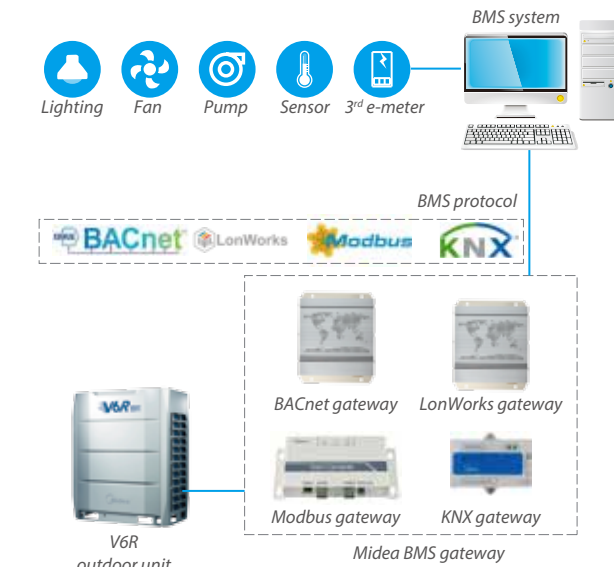 BMS system
Lighting
Fan
Pump
Sensor
3rd e-meter
BMS protocol
BACnet
LonWorks
Modbus
KNX
BACnet gateway
LonWorks gateway
V6R
Modbus gateway
KNX gateway
V6R
outdoor unit
Midea BMS gateway